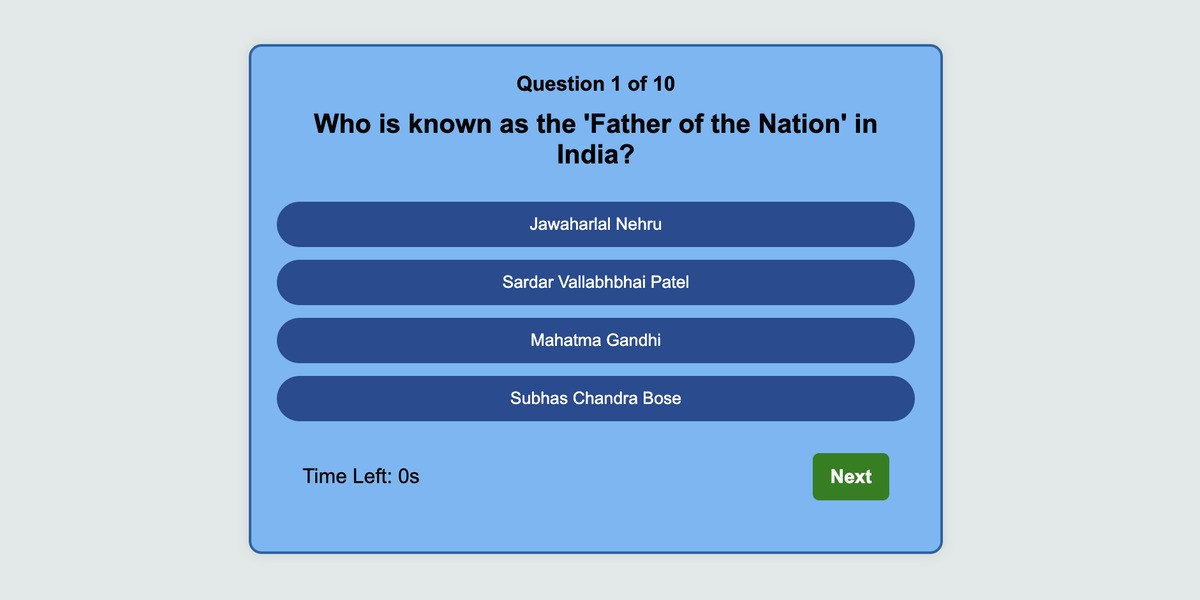 Question 1 of 10
Who is known as the 'Father of the Nation' in
India?
Jawaharlal Nehru
Sardar Vallabhbhai Patel
Mahatma Gandhi
Subhas Chandra Bose
Time Left: 0s
Next